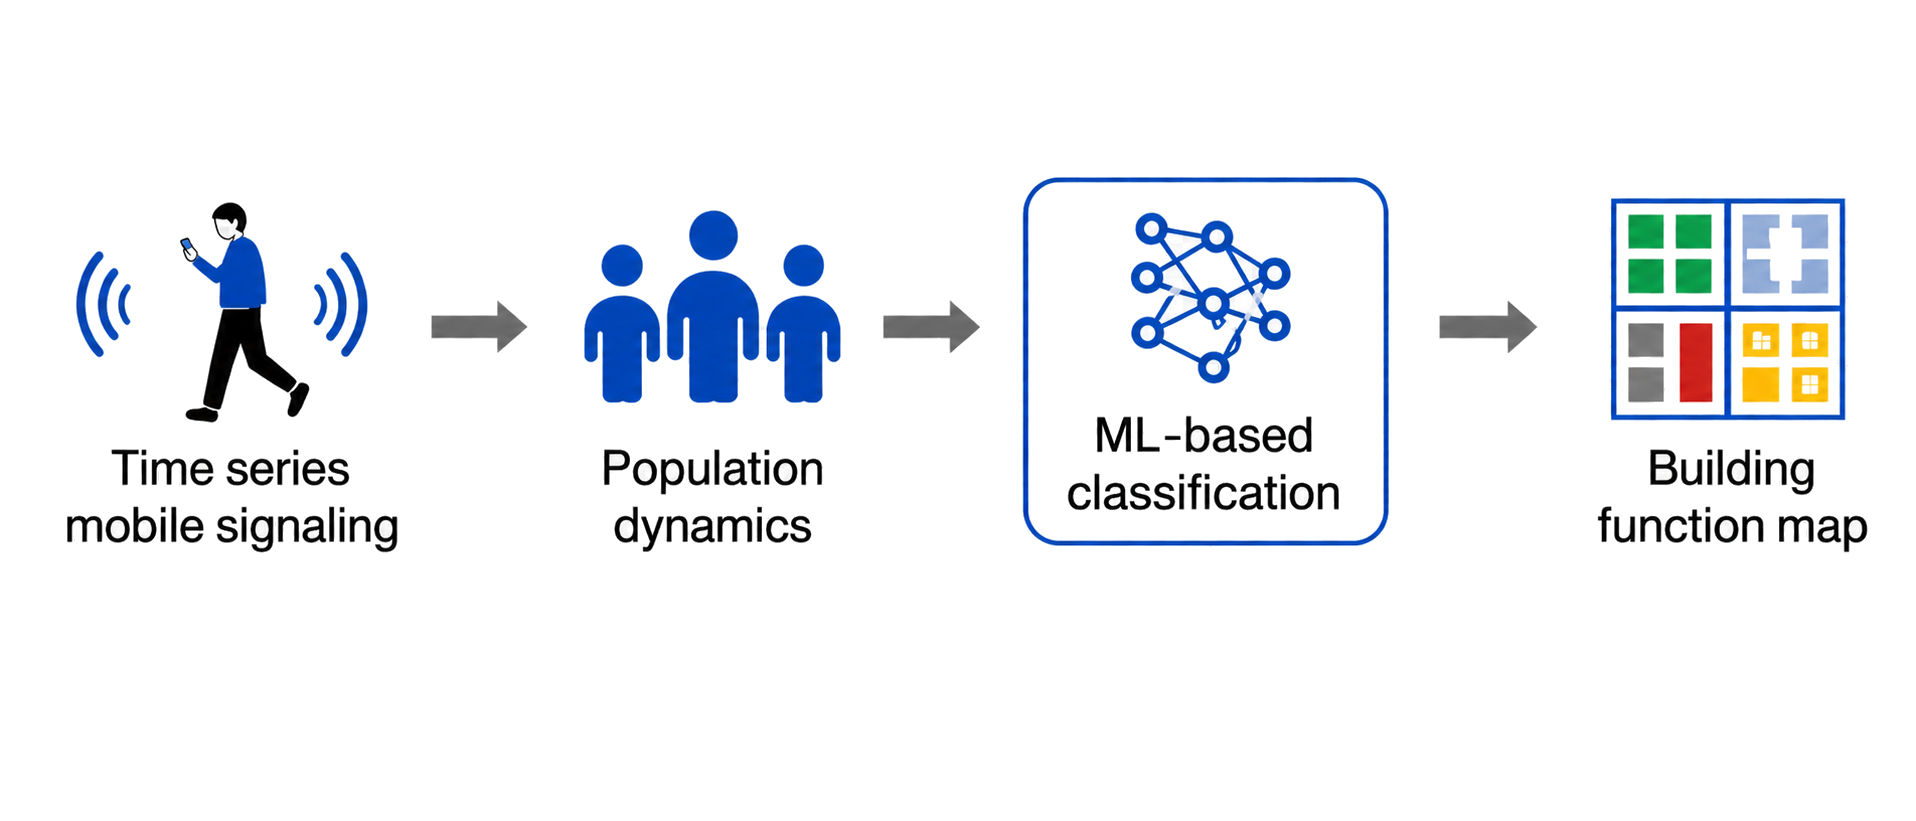 Time series
mobile signaling
Population
dynamics
ML-based
classification
Building
function map